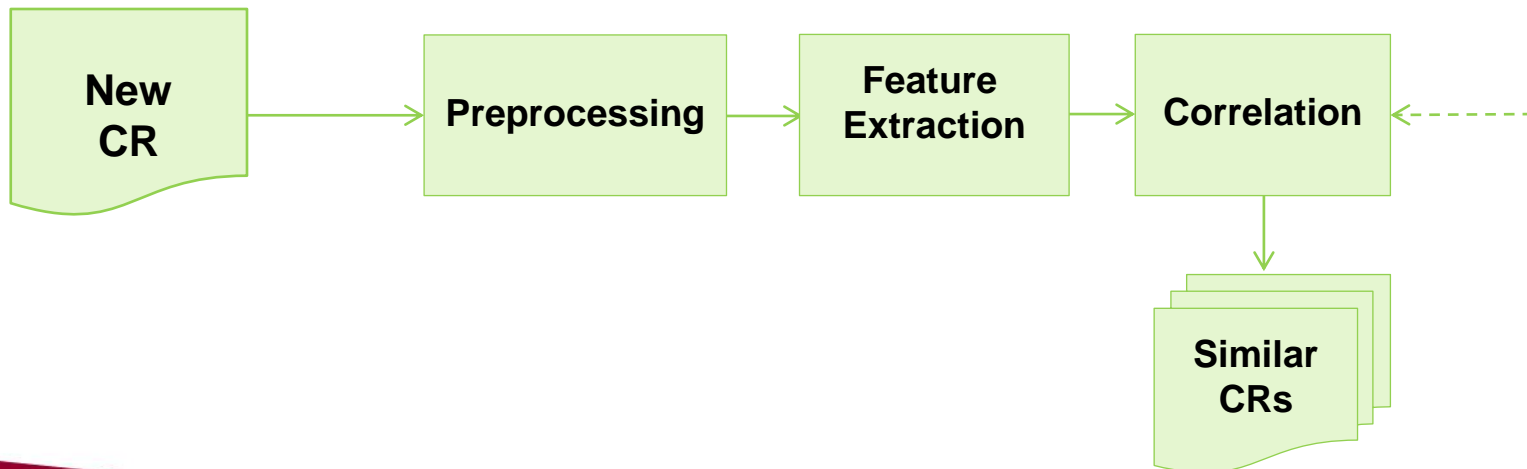 New
CR
Preprocessing
Feature
Extraction
Correlation
Similar
CRs